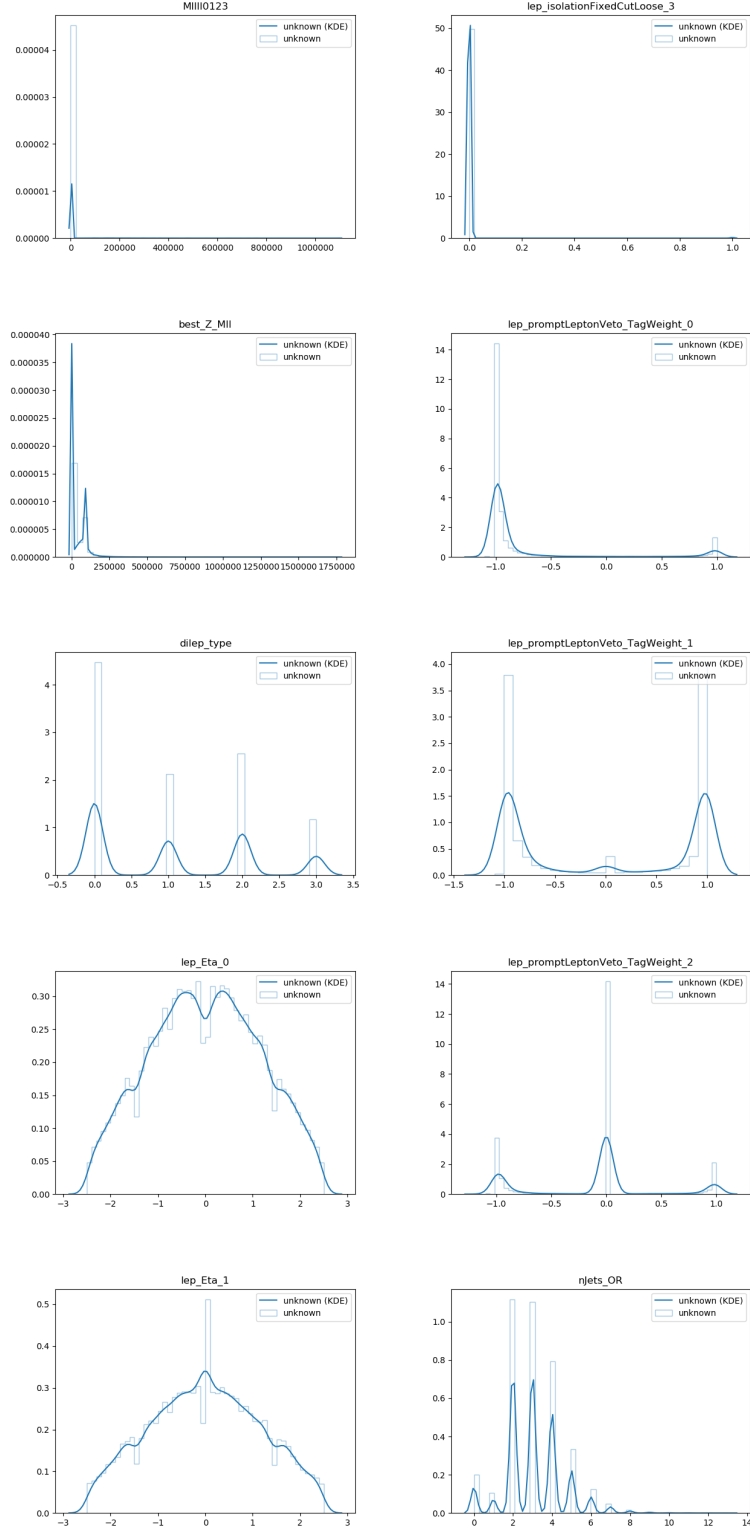 MIIII0123
unknown (KDE)
unknown
0.00004
0.00003
0.00002
0.00001
0.00000
0 200000 400000 600000 800000 1000000
lep_isolationFixedCutLoose_3
unknown (KDE)
unknown
50
40
30
20
10
0
0.0 0.2 0.4 0.6 0.8 1.0
best_Z_MII
unknown (KDE)
unknown
0.000040
0.000035
0.000030
0.000025
0.000020
0.000015
0.000010
0.000005
0.000000
0 250000 500000 750000 1000000 1250000 1500000 1750000
lep_promptLeptonVeto_TagWeight_0
unknown (KDE)
unknown
14
12
10
8
6
4
2
0
−1.0 −0.5 0.0 0.5 1.0
dilep_type
unknown (KDE)
unknown
4
3
2
1
0
−0.5 0.0 0.5 1.0 1.5 2.0 2.5 3.0 3.5
lep_promptLeptonVeto_TagWeight_1
unknown (KDE)
unknown
4.0
3.5
3.0
2.5
2.0
1.5
1.0
0.5
0.0
−1.5 −1.0 −0.5 0.0 0.5 1.0
lep_Eta_0
unknown (KDE)
unknown
0.30
0.25
0.20
0.15
0.10
0.05
0.00
−3 −2 −1 0 1 2 3
lep_promptLeptonVeto_TagWeight_2
unknown (KDE)
unknown
14
12
10
8
6
4
2
0
−1.0 −0.5 0.0 0.5 1.0
lep_Eta_1
unknown (KDE)
unknown
0.5
0.4
0.3
0.2
0.1
0.0
−3 −2 −1 0 1 2 3
nJets_OR
unknown (KDE)
unknown
1.0
0.8
0.6
0.4
0.2
0.0
0 2 4 6 8 10 12 14